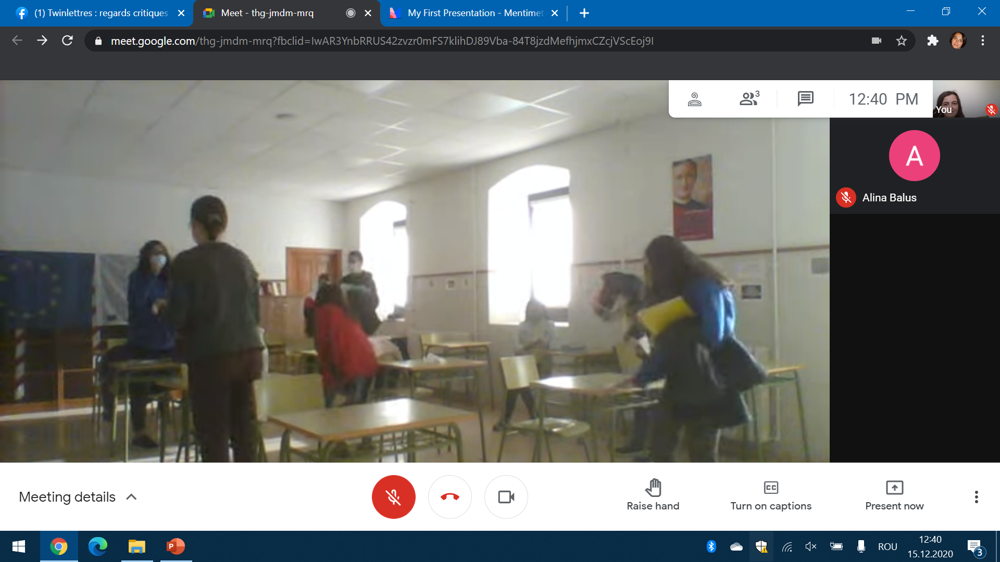 (1) Twinlettres : regards critiques
Meet - thg-jmdm-mrq
My First Presentation - Mentimet
meet.google.com/thg-jmdm-mrq?fbclid=IwAR3YnbRRUS42zvzr0mFS7klihDJ89Vba-84T8jzdMefhjmxCZcjVScEoj9I
3
12:40 PM
You
A
Alina Balus
Meeting details
Raise hand
CC
Turn on captions
Present now
P
ROU
12:40
15.12.2020
3